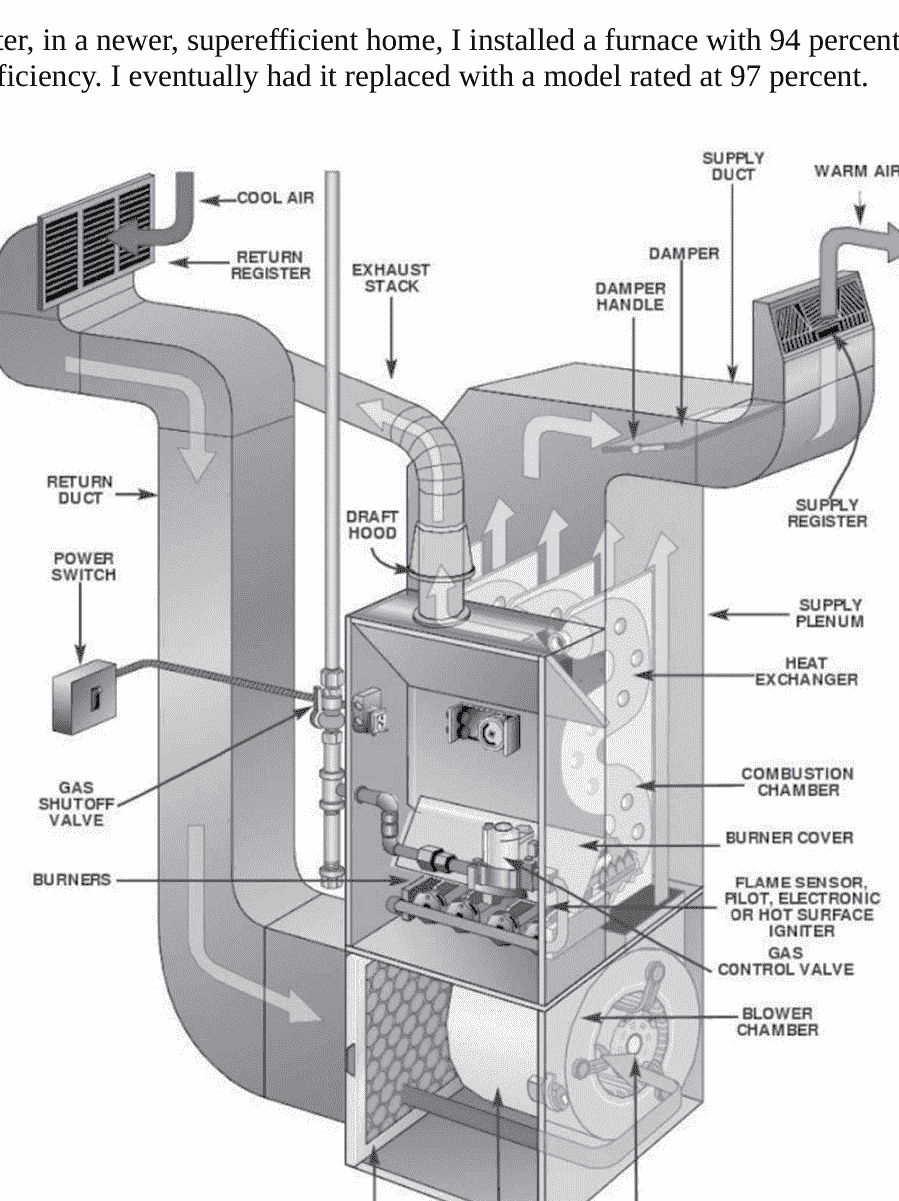 ter, in a newer, superefficient home, I installed a furnace with 94 percent
ficiency. I eventually had it replaced with a model rated at 97 percent.
SUPPLY
DUCT
WARM AIR
COOL AIR
DAMPER
RETURN
REGISTER
EXHAUST
STACK
DAMPER
HANDLE
RETURN
DUCT
SUPPLY
REGISTER
DRAFT
HOOD
POWER
SWITCH
SUPPLY
PLENUM
HEAT
EXCHANGER
COMBUSTION
CHAMBER
GAS
SHUTOFF
VALVE
BURNER COVER
BURNERS
FLAME SENSOR,
PILOT, ELECTRONIC
OR HOT SURFACE
IGNITER
GAS
CONTROL VALVE
BLOWER
CHAMBER